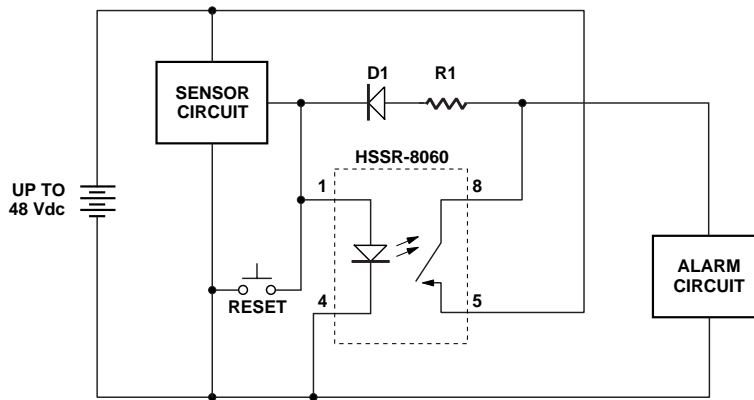 D1
R1
SENSOR
CIRCUIT
HSSR-8060
1
8
UP TO
48 Vdc
ALARM
CIRCUIT
4
5
RESET